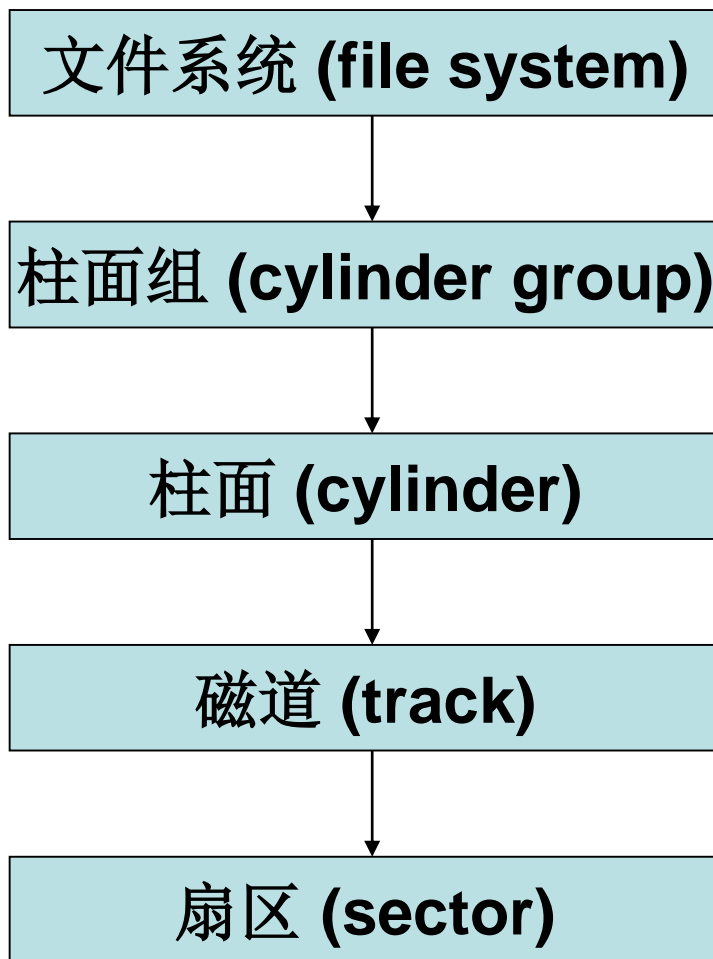 文件系统 (file system)
柱面组 (cylinder group)
柱面 (cylinder)
磁道 (track)
扇区 (sector)